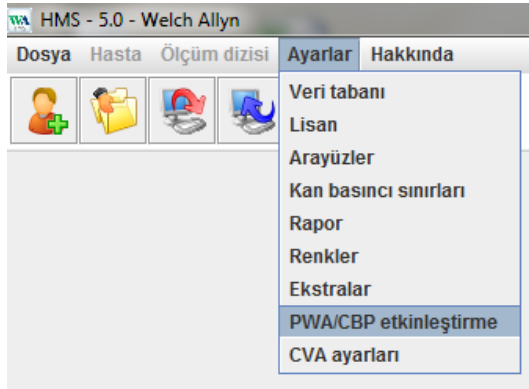 HMS - 5.0 - Welch Allyn
Dosya Hasta Ölçüm dizisi Ayarlar Hakkında
Veri tabanı
Lisan
Arayüzler
Kan basıncı sınırları
Rapor
Renkler
Ekstralar
PWA/CBP etkinleştirme
CVA ayarları